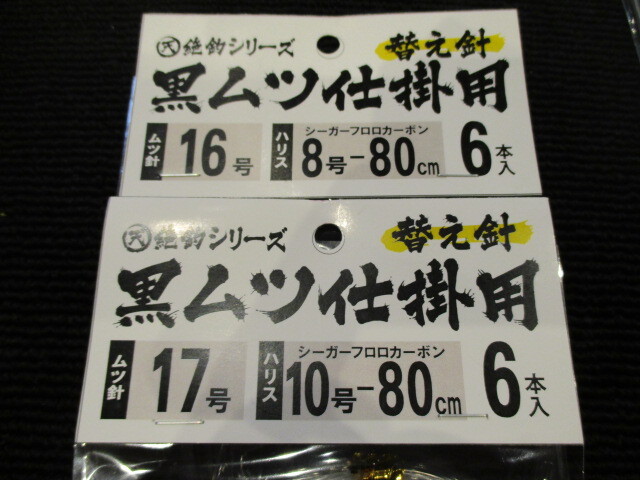 絶釣シリーズ 替え針
黒ムツ仕掛用
ムツ針 16号 ハリス シーガーフロロカーボン 8号-80cm 6本入
絶釣シリーズ 替え針
黒ムツ仕掛用
ムツ針 17号 ハリス シーガーフロロカーボン 10号-80cm 6本入